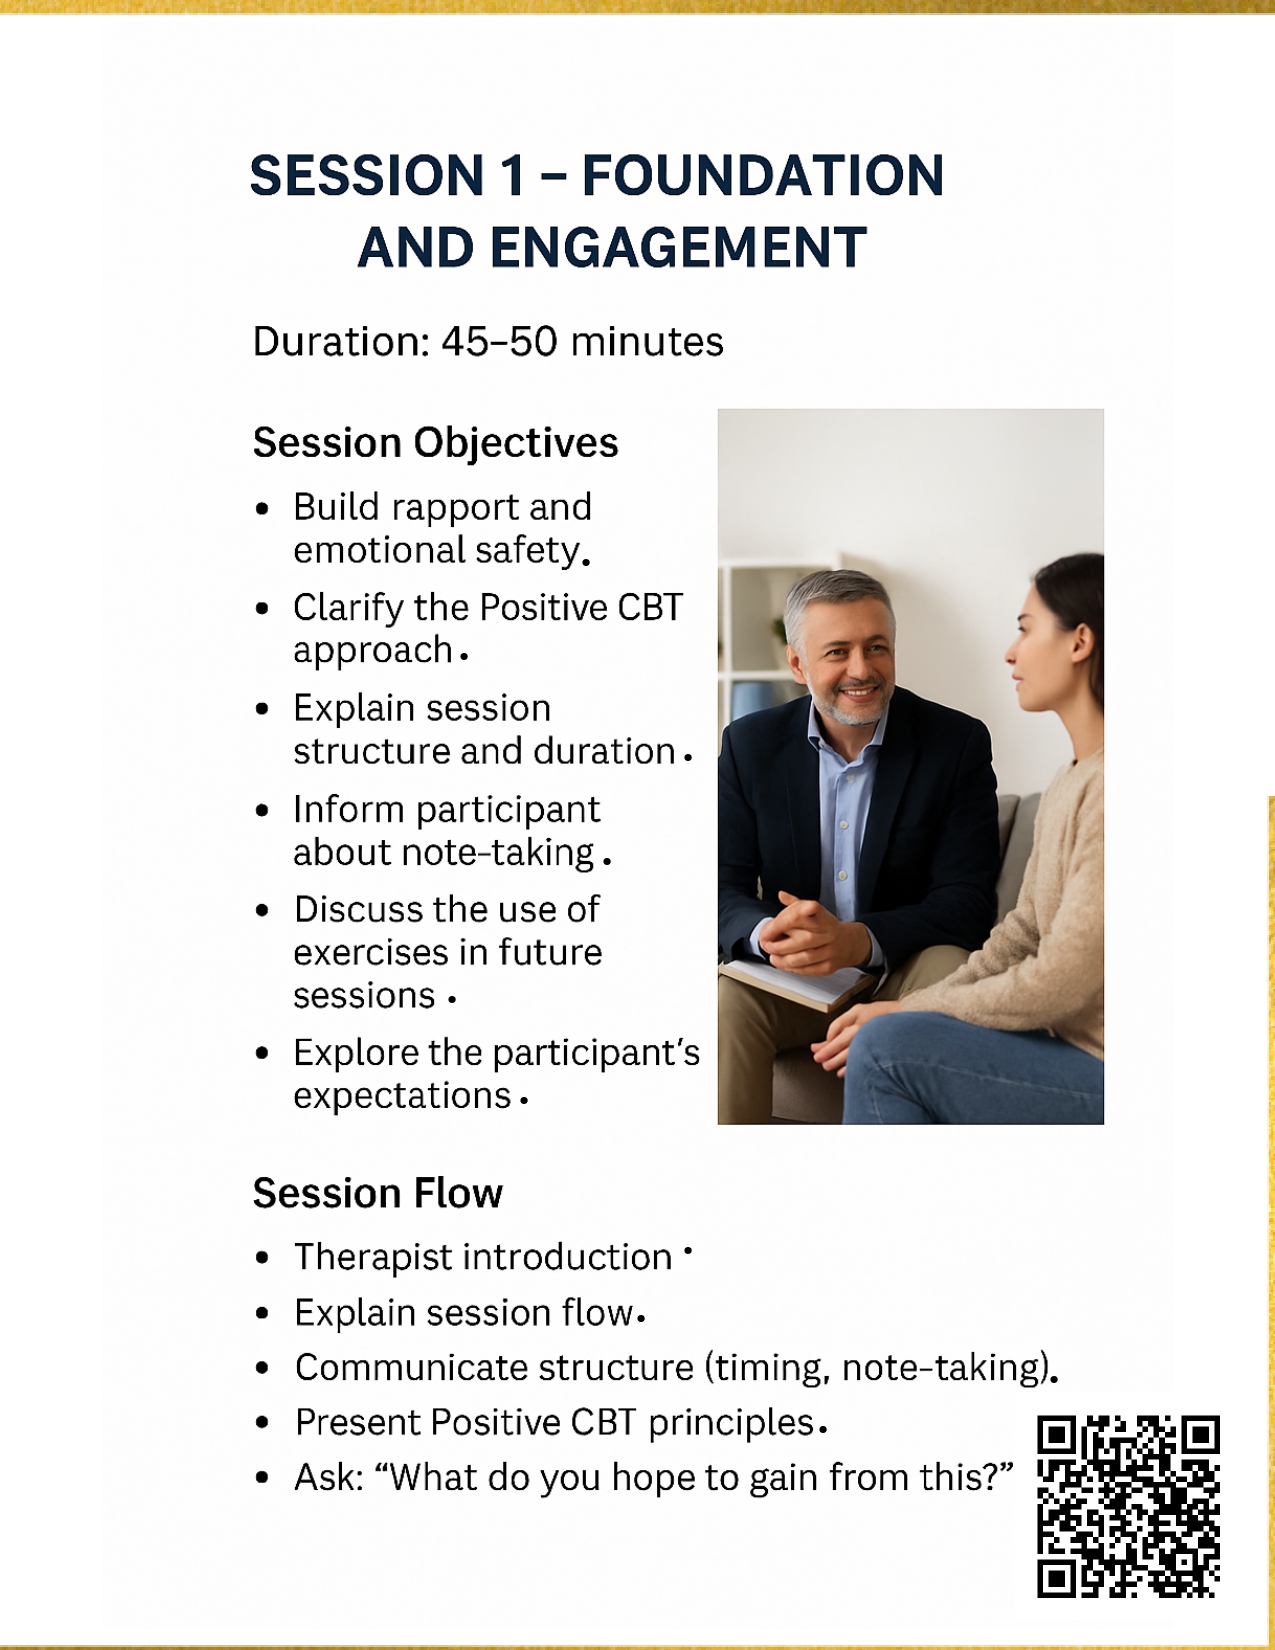 SESSION 1 – FOUNDATION
AND ENGAGEMENT
Duration: 45–50 minutes
Session Objectives
• Build rapport and
emotional safety.
• Clarify the Positive CBT
approach.
• Explain session
structure and duration.
• Inform participant
about note-taking.
• Discuss the use of
exercises in future
sessions.
• Explore the participant’s
expectations.
Session Flow
• Therapist introduction.
• Explain session flow.
• Communicate structure (timing, note-taking).
• Present Positive CBT principles.
• Ask: “What do you hope to gain from this?”